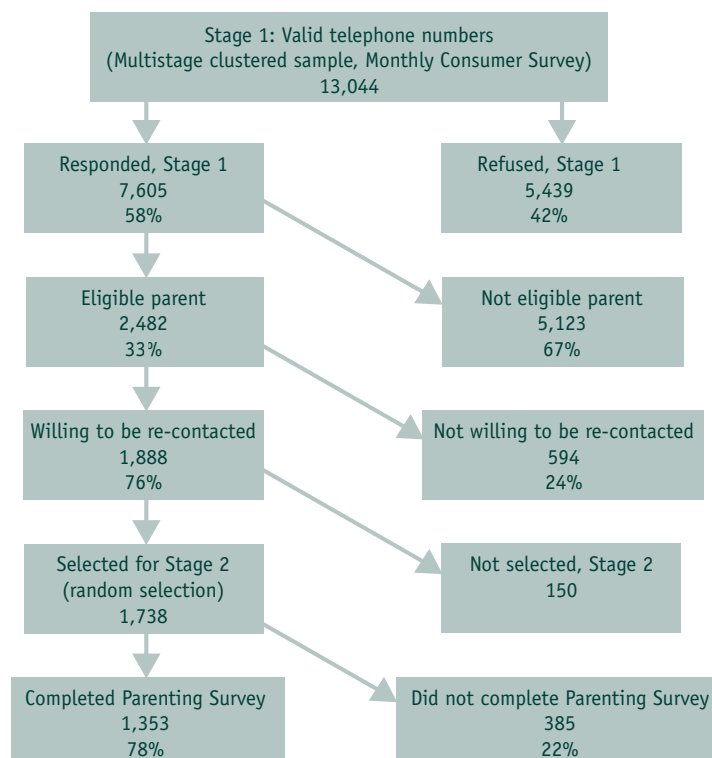 Stage 1: Valid telephone numbers
(Multistage clustered sample, Monthly Consumer Survey)
13,044
Responded, Stage 1
7,605
58%
Refused, Stage 1
5,439
42%
Eligible parent
2,482
33%
Not eligible parent
5,123
67%
Willing to be re-contacted
1,888
76%
Not willing to be re-contacted
594
24%
Selected for Stage 2
(random selection)
1,738
Not selected, Stage 2
150
Completed Parenting Survey
1,353
78%
Did not complete Parenting Survey
385
22%